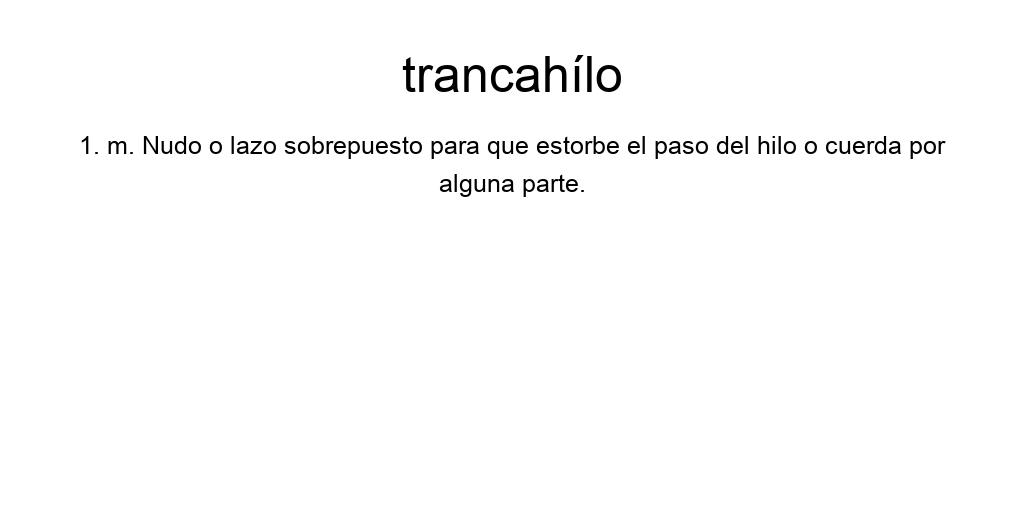 trancahílo
1. m. Nudo o lazo sobrepuesto para que estorbe el paso del hilo o cuerda por
alguna parte.